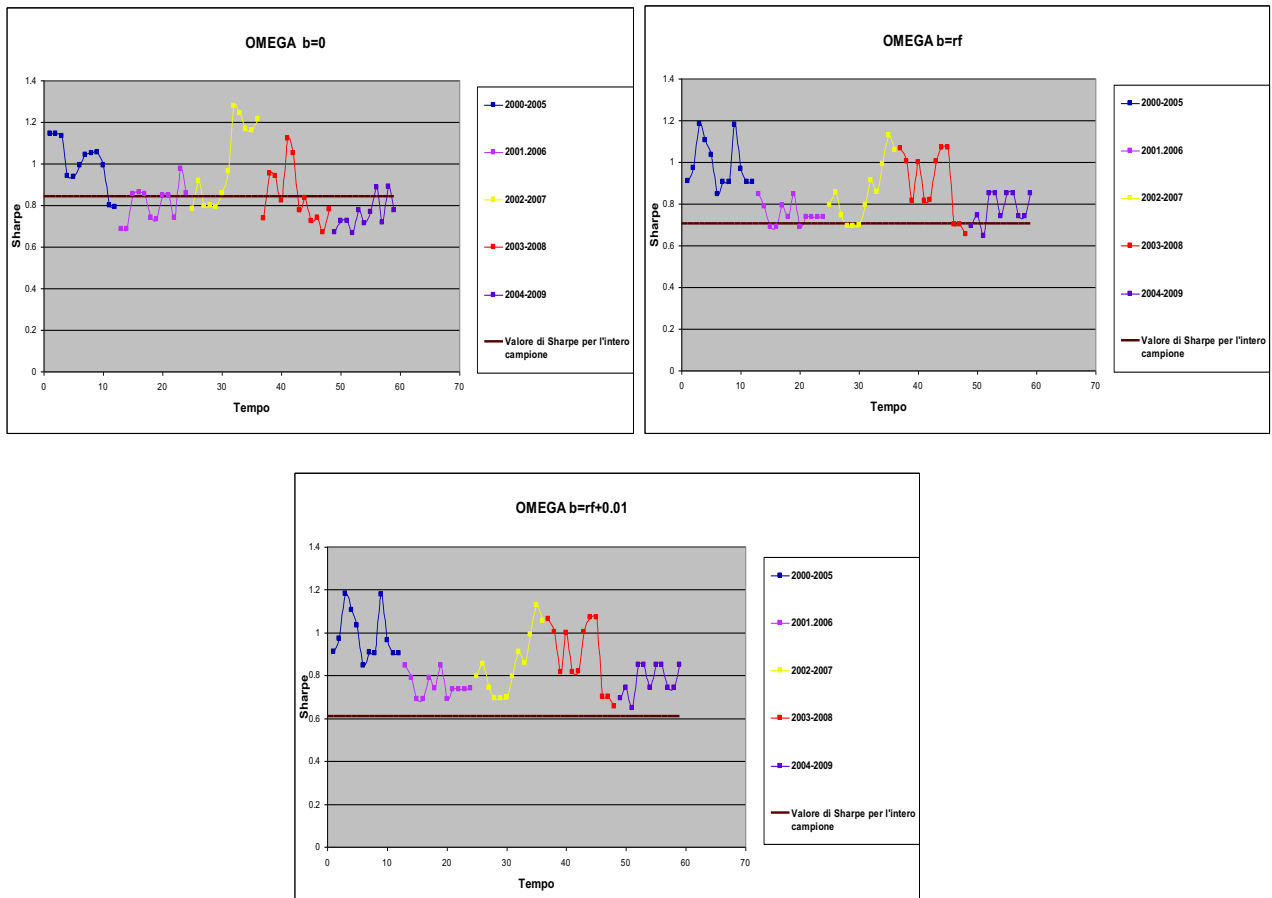 OMEGA b=0
1.4
1.2
1
0.8
0.6
0.4
0.2
0
Sharpe
0 10 20 30 40 50 60 70
Tempo
2000-2005
2001.2006
2002-2007
2003-2008
2004-2009
Valore di Sharpe per l'intero
campione
OMEGA b=rf
1.4
1.2
1
0.8
0.6
0.4
0.2
0
Sharpe
0 10 20 30 40 50 60 70
Tempo
2000-2005
2001.2006
2002-2007
2003-2008
2004-2009
Valore di Sharpe per l'intero
campione
OMEGA b=rf+0.01
1.4
1.2
1
0.8
0.6
0.4
0.2
0
Sharpe
0 10 20 30 40 50 60 70
Tempo
2000-2005
2001.2006
2002-2007
2003-2008
2004-2009
Valore di Sharpe per l'intero
campione